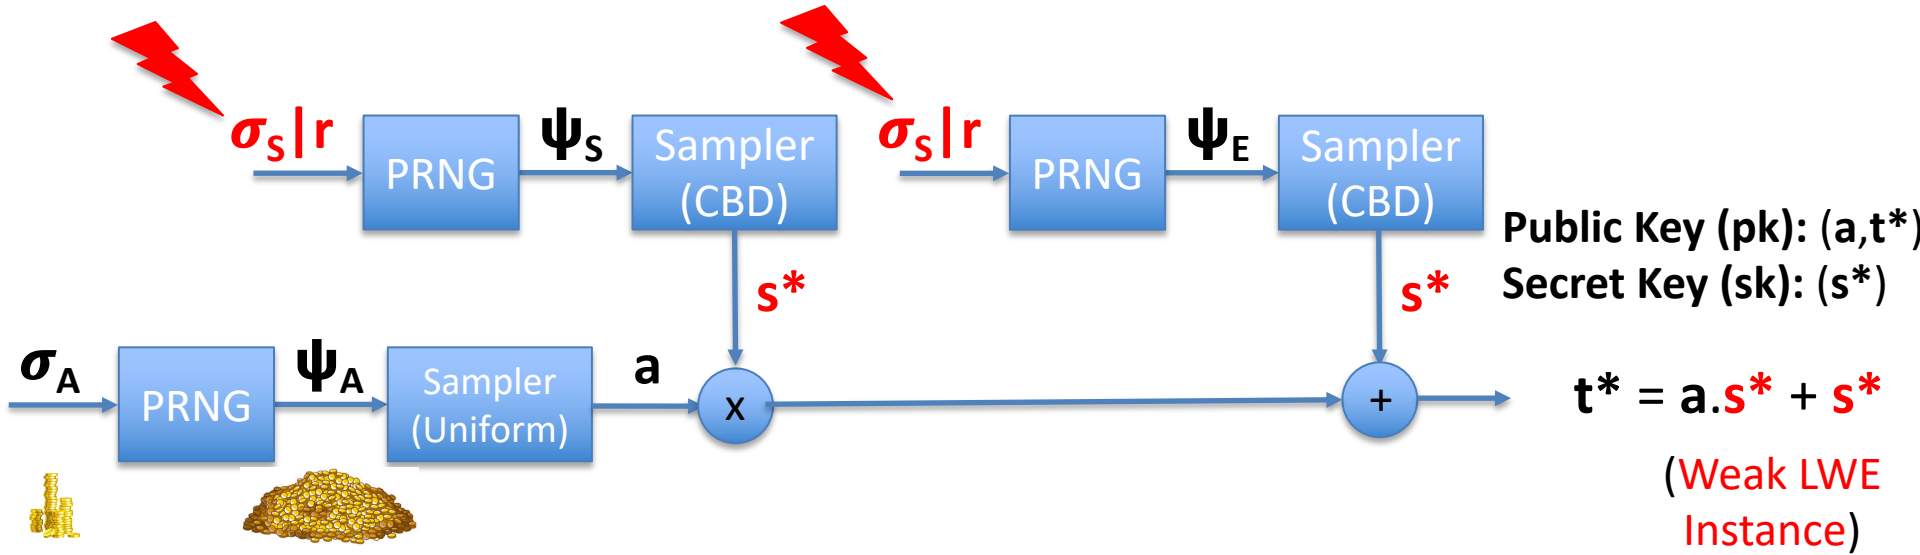 σS|r
PRNG
ψS
Sampler
(CBD)
σS|r
PRNG
ψE
Sampler
(CBD)
s*
s*
Public Key (pk): (a,t*)
Secret Key (sk): (s*)
σA
PRNG
ψA
Sampler
(Uniform)
a
x
+
t* = a.s* + s*
(Weak LWE
Instance)